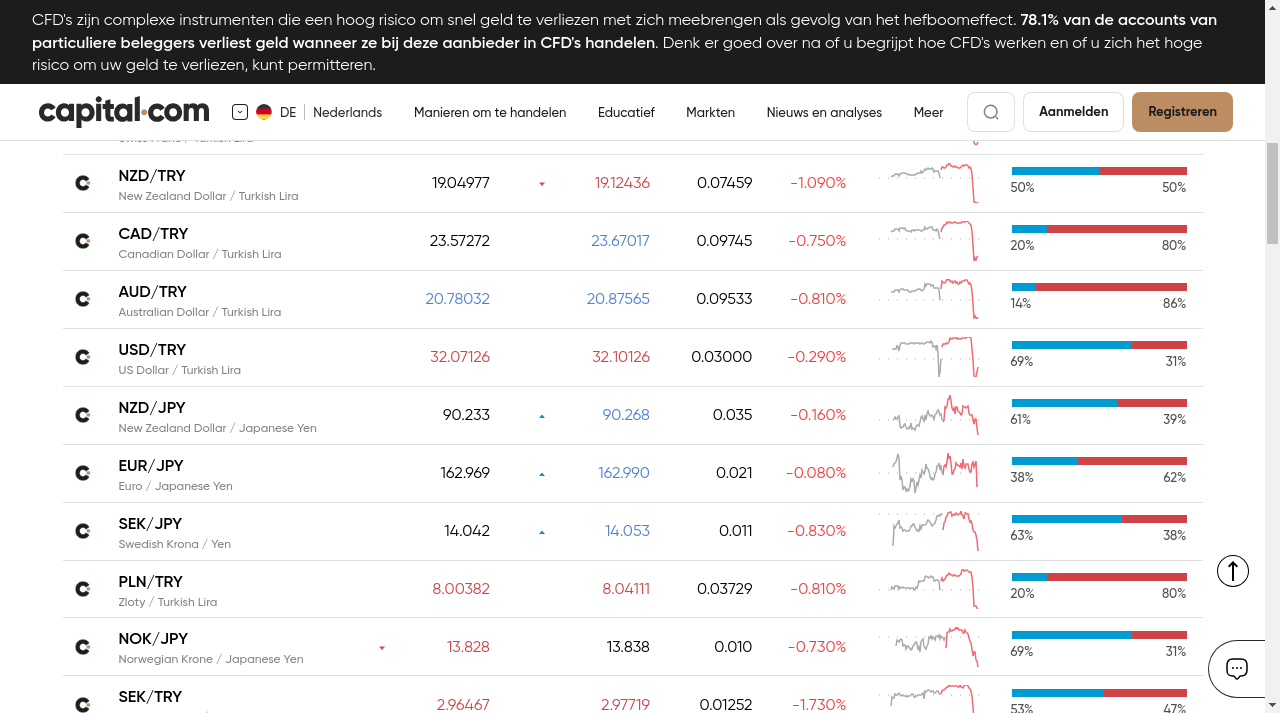 CFD's zijn complexe instrumenten die een hoog risico om snel geld te verliezen met zich meebrengen als gevolg van het hefboomeffect. 78.1% van de accounts van
particuliere beleggers verliest geld wanneer ze bij deze aanbieder in CFD's handelen. Denk er goed over na of u begrijpt hoe CFD's werken en of u zich het hoge
risico om uw geld te verliezen, kunt permitteren.
capital.com DE Nederlands Manieren om te handelen Educatief Markten Nieuws en analyses Meer Aanmelden Registreren
NZD/TRY 19.04977 19.12436 0.07459 -1.090%
New Zealand Dollar / Turkish Lira 50% 50%
CAD/TRY 23.57272 23.67017 0.09745 -0.750%
Canadian Dollar / Turkish Lira 20% 80%
AUD/TRY 20.78032 20.87565 0.09533 -0.810%
Australian Dollar / Turkish Lira 14% 86%
USD/TRY 32.07126 32.10126 0.03000 -0.290%
US Dollar / Turkish Lira 69% 31%
NZD/JPY 90.233 90.268 0.035 -0.160%
New Zealand Dollar / Japanese Yen 61% 39%
EUR/JPY 162.969 162.990 0.021 -0.080%
Euro / Japanese Yen 38% 62%
SEK/JPY 14.042 14.053 0.011 -0.830%
Swedish Krona / Yen 63% 38%
PLN/TRY 8.00382 8.04111 0.03729 -0.810%
Zloty / Turkish Lira 20% 80%
NOK/JPY 13.828 13.838 0.010 -0.730%
Norwegian Krone / Japanese Yen 69% 31%
SEK/TRY 2.96467 2.97719 0.01252 -1.730%
53% 47%